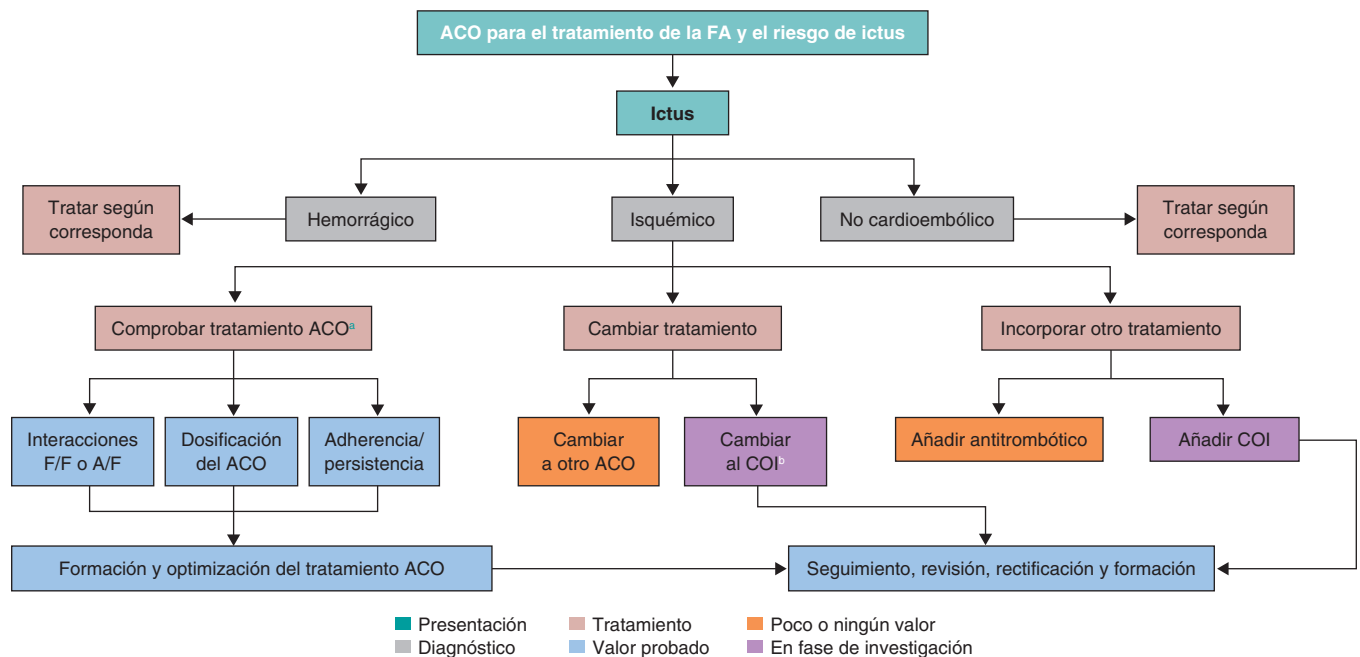 ACO para el tratamiento de la FA y el riesgo de ictus
Ictus
Tratar según
corresponda
Hemorrágico
Isquémico
No cardioembólico
Tratar según
corresponda
Comprobar tratamiento ACOª
Cambiar tratamiento
Incorporar otro tratamiento
Interacciones
F/F o A/F
Dosificación
del ACO
Adherencia/
persistencia
Cambiar
a otro ACO
Cambiar
al COIᵇ
Añadir antitrombótico
Añadir COI
Formación y optimización del tratamiento ACO
Seguimiento, revisión, rectificación y formación
Presentación
Tratamiento
Poco o ningún valor
Diagnóstico
Valor probado
En fase de investigación